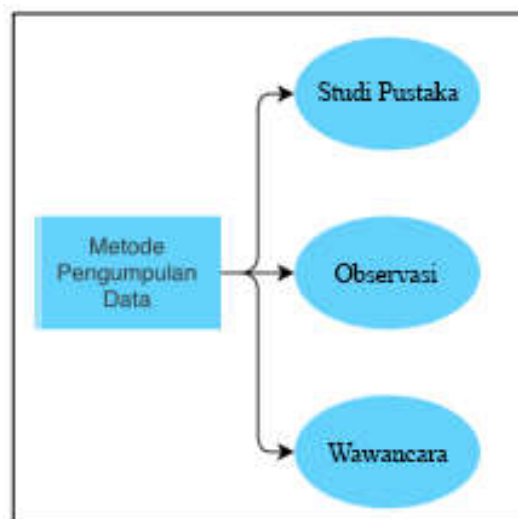 Studi Pustaka
Metode
Pengumpulan
Data
Observasi
Wawancara